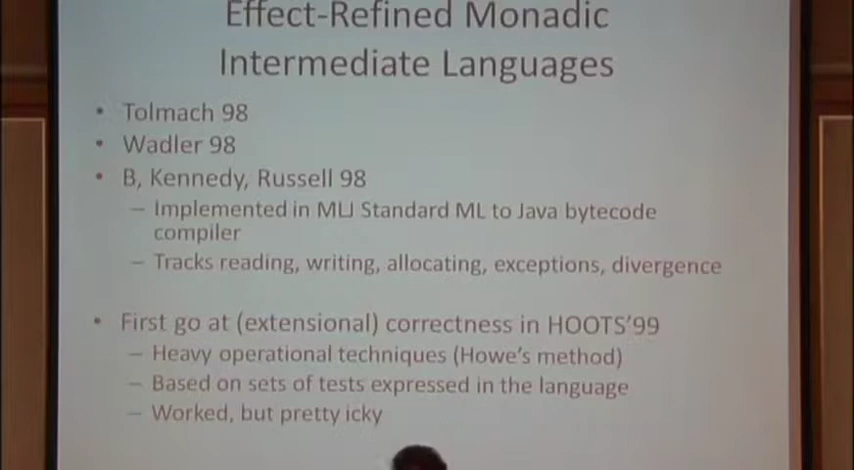 Effect-Refined Monadic
Intermediate Languages
• Tolmach 98
• Wadler 98
• B, Kennedy, Russell 98
– Implemented in MLJ Standard ML to Java bytecode
compiler
– Tracks reading, writing, allocating, exceptions, divergence
• First go at (extensional) correctness in HOOTS'99
– Heavy operational techniques (Howe's method)
– Based on sets of tests expressed in the language
– Worked, but pretty icky